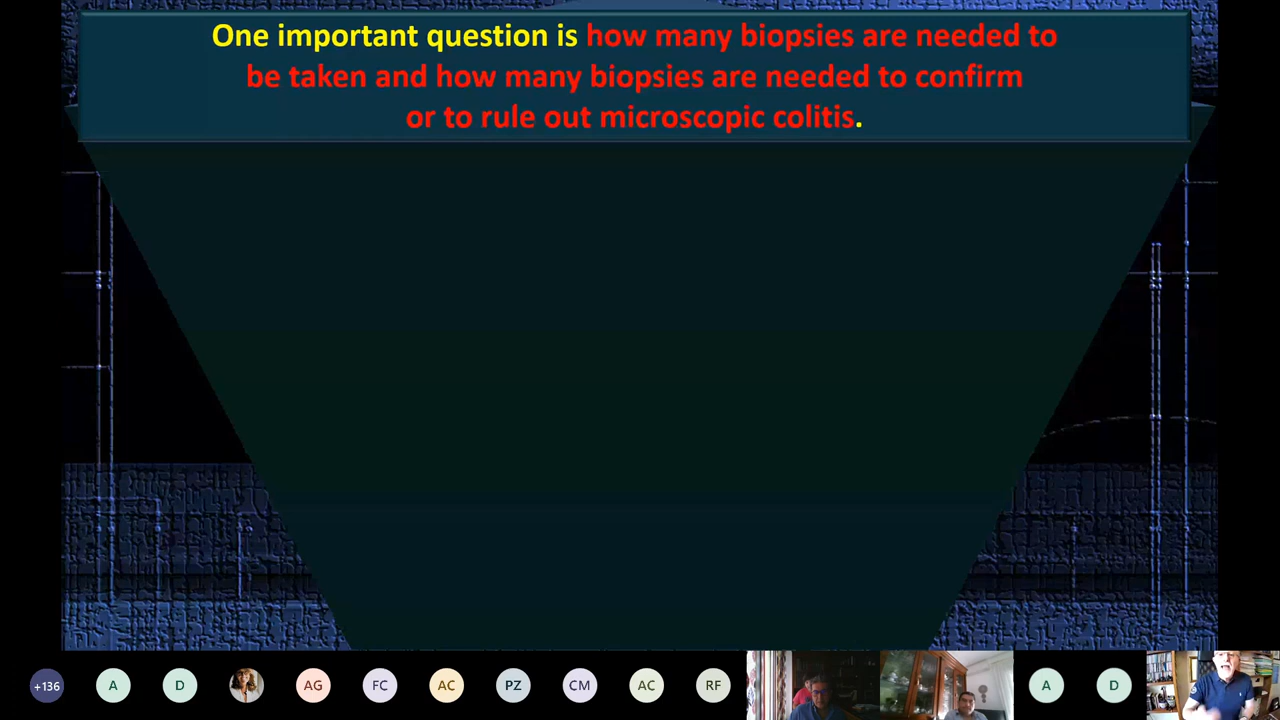 One important question is how many biopsies are needed to
be taken and how many biopsies are needed to confirm
or to rule out microscopic colitis.
+136 A D AG FC AC PZ CM AC RF A D